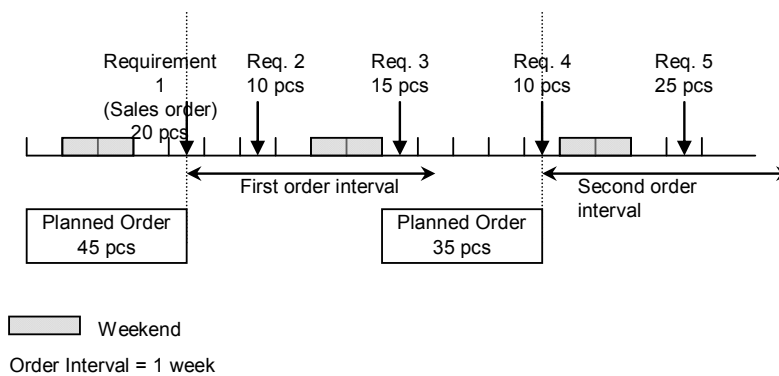 Requirement
1
(Sales order)
20 pcs
Req. 2
10 pcs
Req. 3
15 pcs
Req. 4
10 pcs
Req. 5
25 pcs
First order interval
Second order
interval
Planned Order
45 pcs
Planned Order
35 pcs
Weekend
Order Interval = 1 week